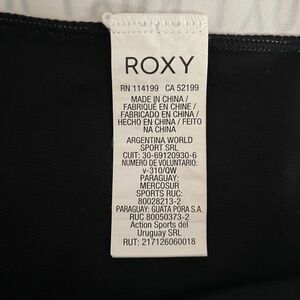 ROXY
RN 114199 CA 52199
MADE IN CHINA /
FABRIQUÉ EN CHINE /
FABRICADO EN CHINA /
HECHO EN CHINA / FEITO
NA CHINA
ARGENTINA WORLD
SPORT SRL
CUIT: 30-69120930-6
NUMERO DE VOLUNTARIO:
v-310/QW
PARAGUAY:
MERCOSUR
SPORTS RUC:
80028213-2
PARAGUAY: GUATA PORA S.A.
RUC 80050373-2
Action Sports del
Uruguay SRL
RUT: 217126060018